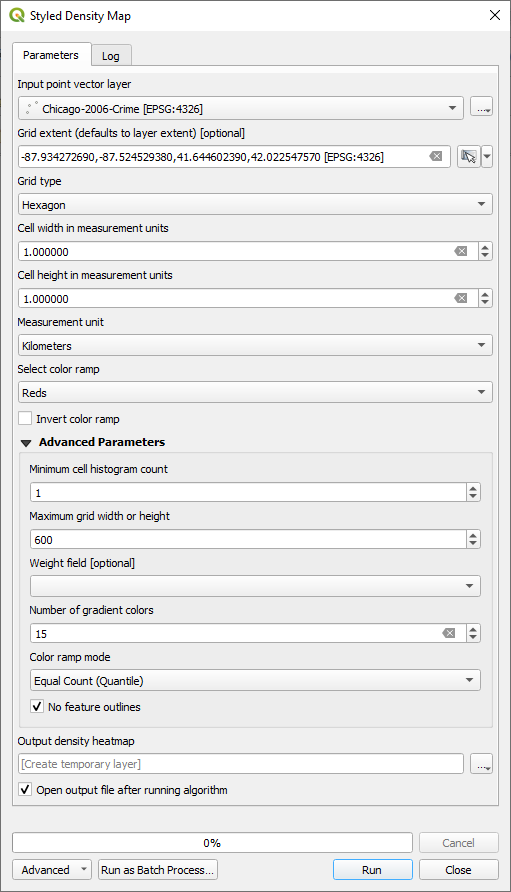 Styled Density Map
Parameters
Log
Input point vector layer
Chicago-2006-Crime [EPSG:4326]
...
Grid extent (defaults to layer extent) [optional]
-87.934272690,-87.524529380,41.644602390,42.022547570 [EPSG:4326]
Grid type
Hexagon
Cell width in measurement units
1.000000
Cell height in measurement units
1.000000
Measurement unit
Kilometers
Select color ramp
Reds
Invert color ramp
Advanced Parameters
Minimum cell histogram count
1
Maximum grid width or height
600
Weight field [optional]
Number of gradient colors
15
Color ramp mode
Equal Count (Quantile)
No feature outlines
Output density heatmap
[Create temporary layer]
...
Open output file after running algorithm
0%
Cancel
Advanced
Run as Batch Process...
Run
Close